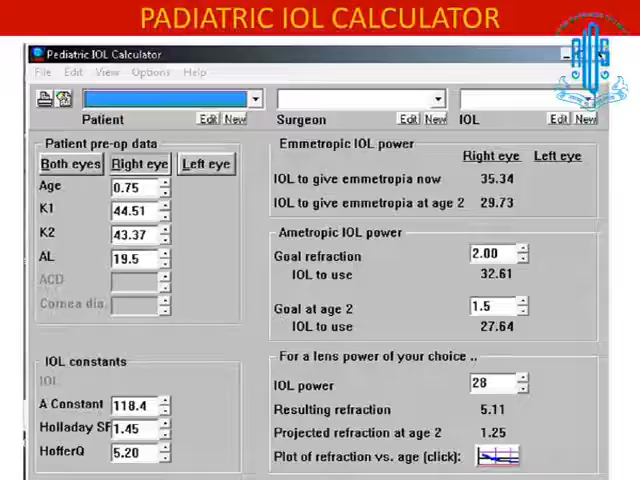 PADIATRIC IOL CALCULATOR
Pediatric IOL Calculator
File Edit View Options Help
Patient Edit New Surgeon Edit New IOL Edit New
Patient pre-op data
Both eyes Right eye Left eye
Age 0.75
K1 44.51
K2 43.37
AL 19.5
ACD
Cornea dia.
IOL constants
IOL
A Constant 118.4
Holladay SF 1.45
HofferQ 5.20
Emmetropic IOL power
Right eye Left eye
IOL to give emmetropia now 35.34
IOL to give emmetropia at age 2 29.73
Ametropic IOL power
Goal refraction 2.00
IOL to use 32.61
Goal at age 2 1.5
IOL to use 27.64
For a lens power of your choice ..
IOL power 28
Resulting refraction 5.11
Projected refraction at age 2 1.25
Plot of refraction vs. age (click):